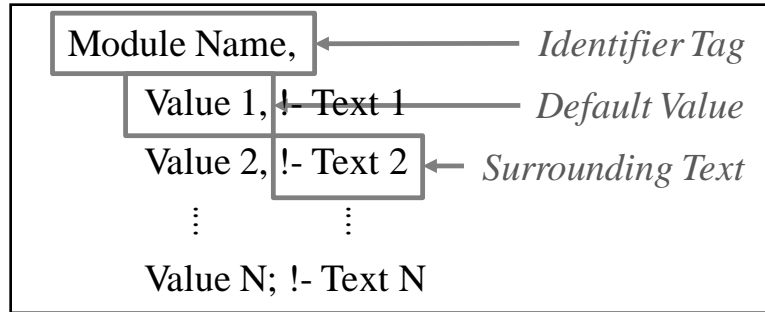 Module Name, Identifier Tag
Value 1, !- Text 1 Default Value
Value 2, !- Text 2 Surrounding Text
Value N; !- Text N